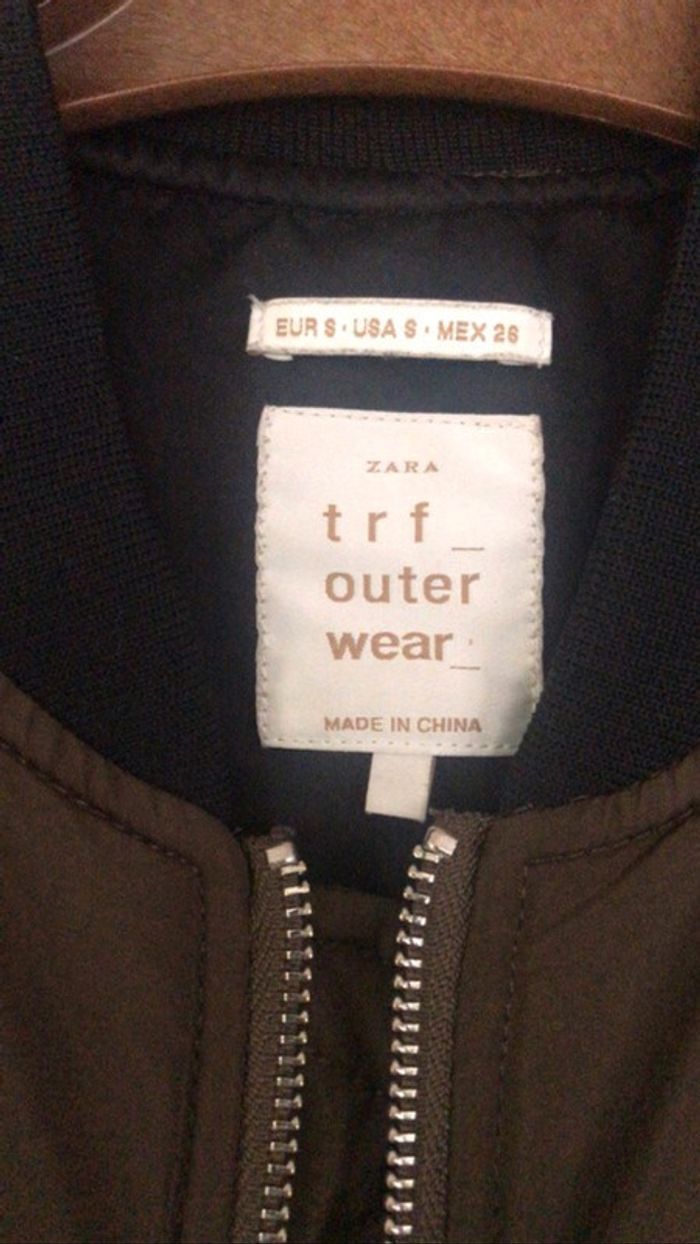 EUR S · USA S · MEX 26
ZARA
trf_
outer
wear_
MADE IN CHINA